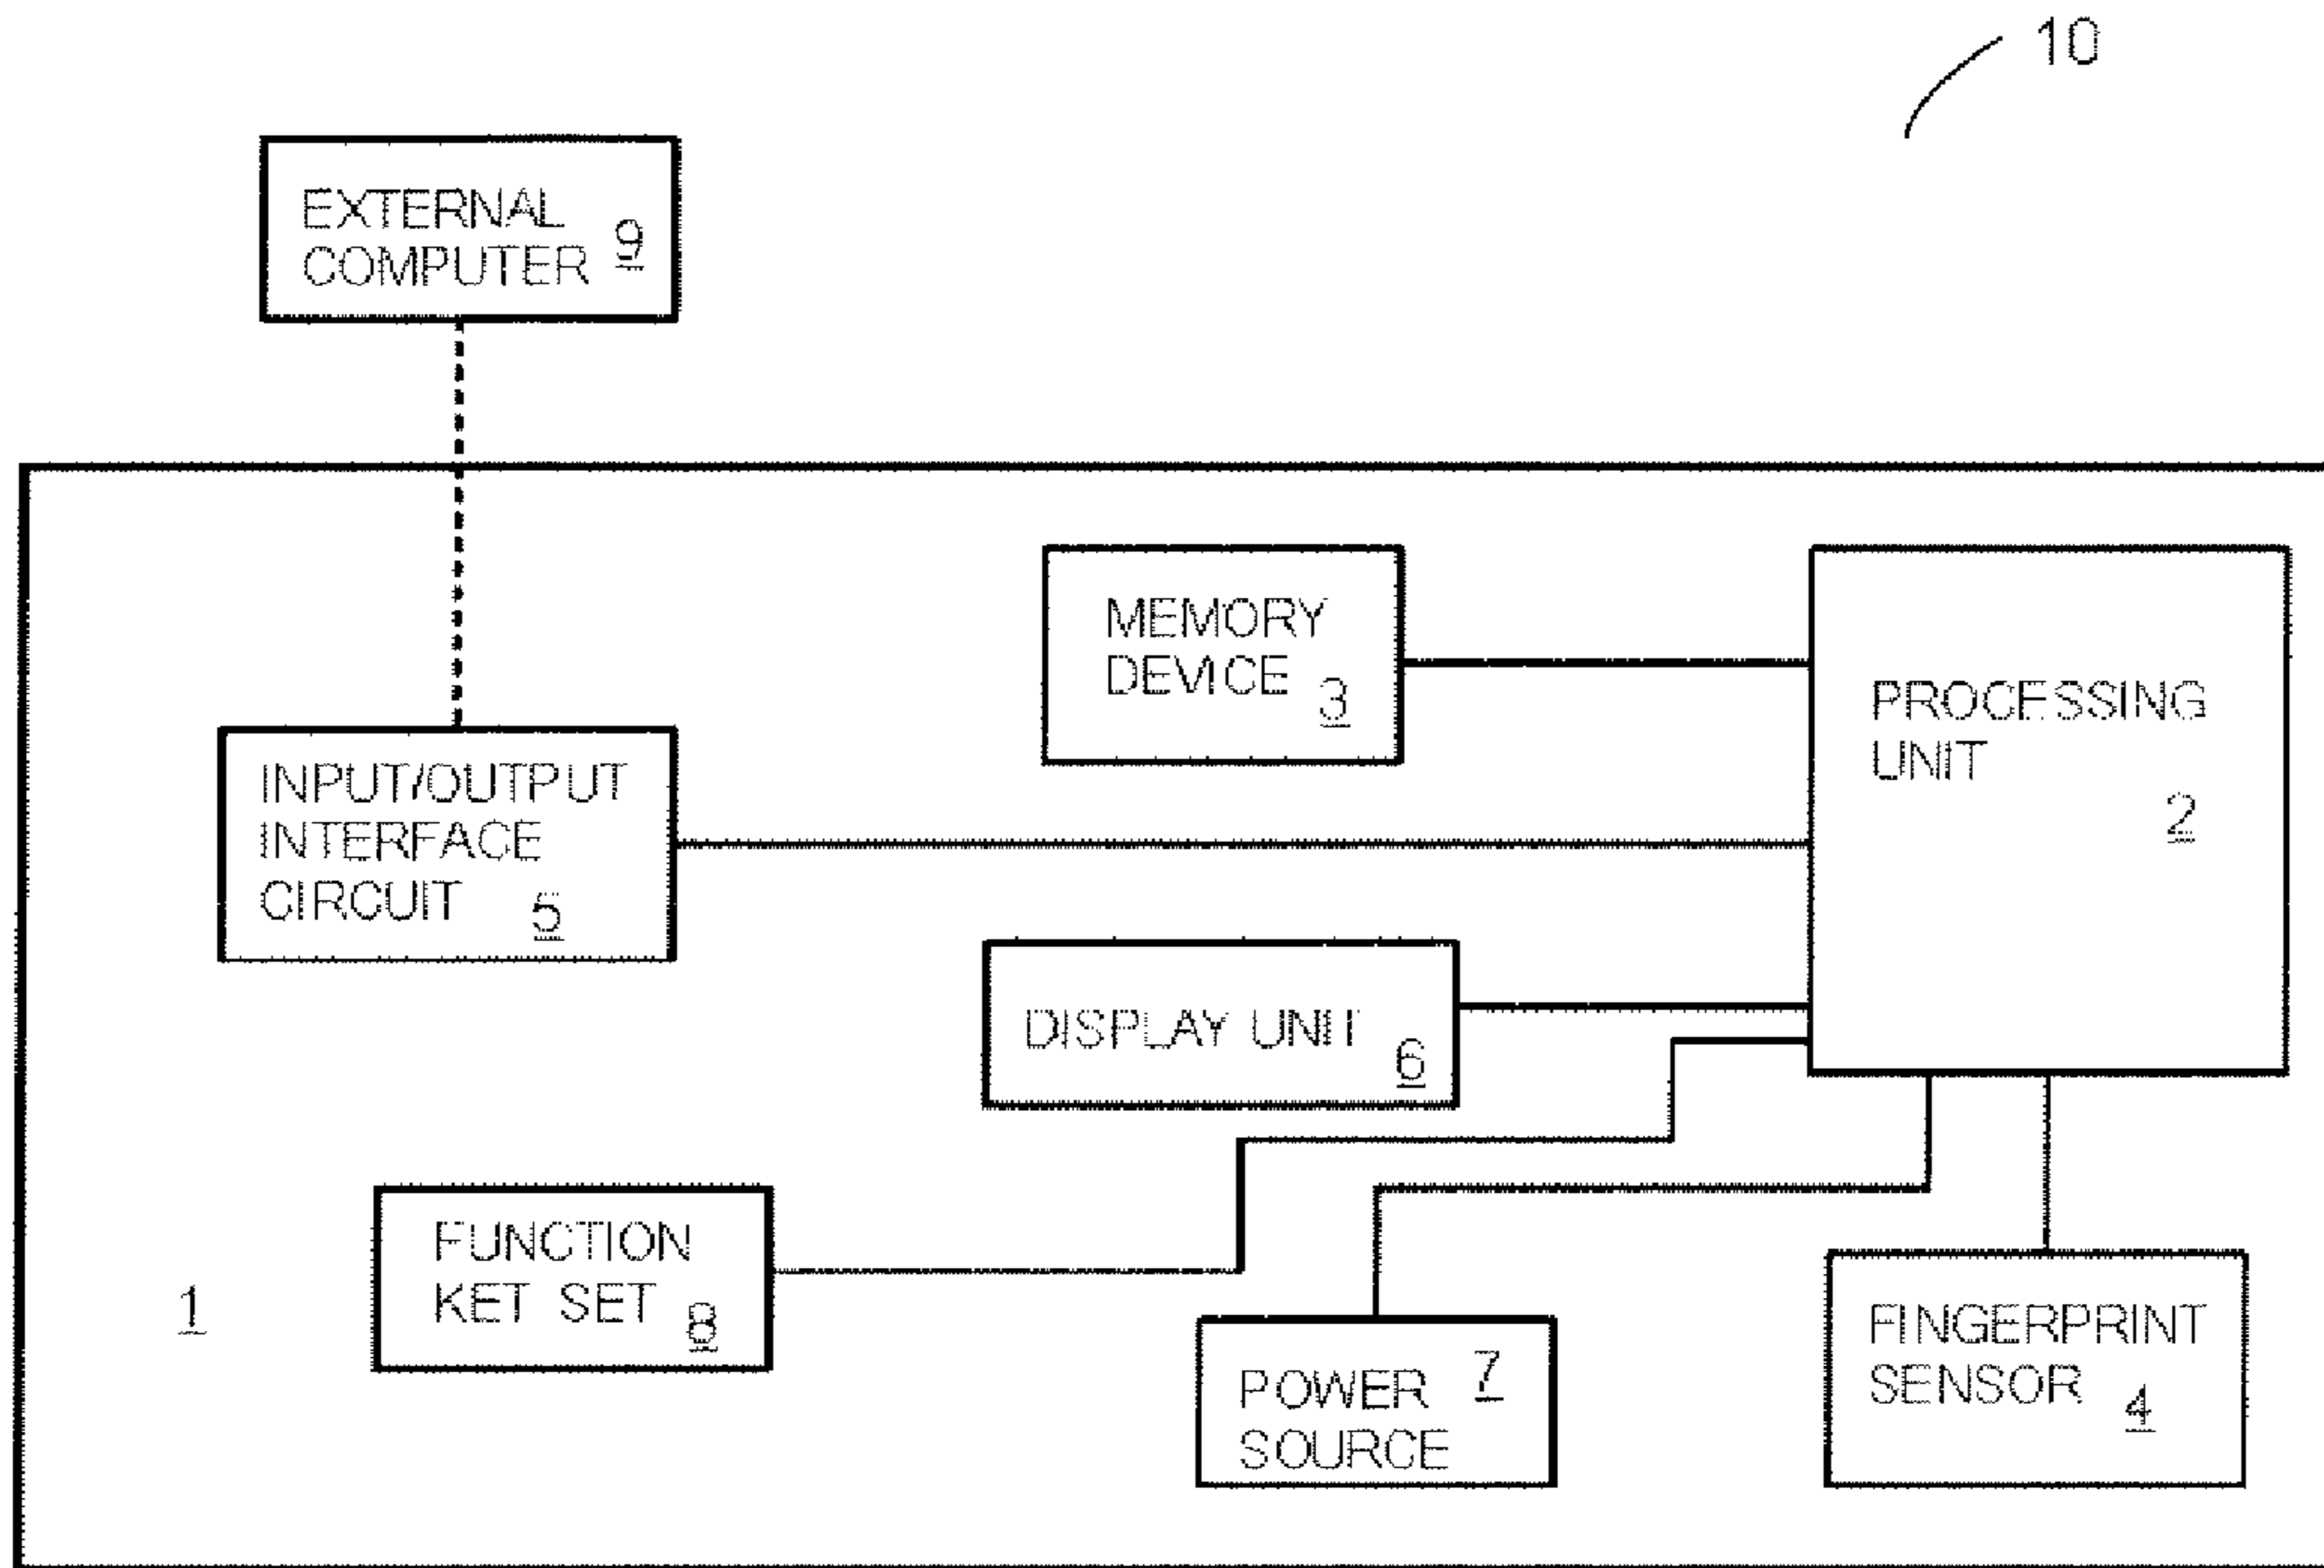 10
EXTERNAL
COMPUTER 9
MEMORY
DEVICE 3
PROCESSING
UNIT
2
INPUT/OUTPUT
INTERFACE
CIRCUIT 5
DISPLAY UNIT 6
FUNCTION
KET SET 8
1
POWER 7
SOURCE
FINGERPRINT
SENSOR 4